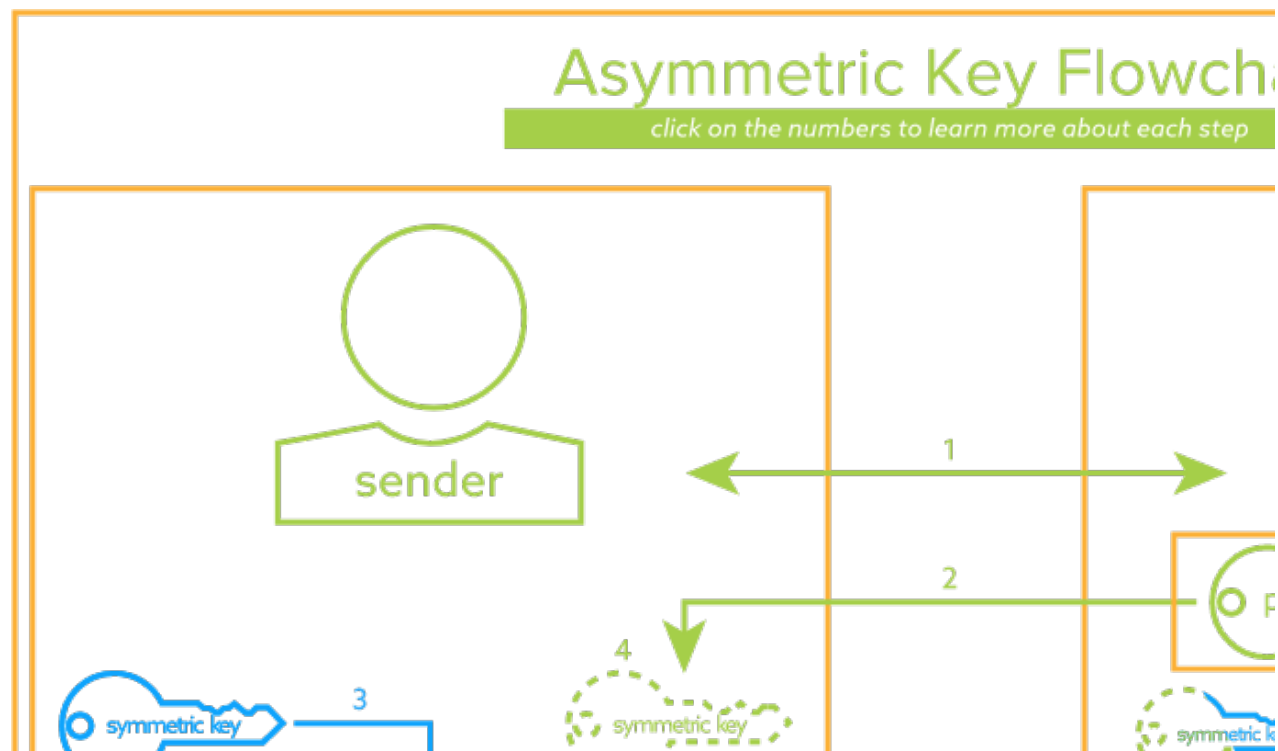 Asymmetric Key
click on the numbers to learn more about each step
sender
1
2
4
3
symmetric key
symmetric key
symmetric